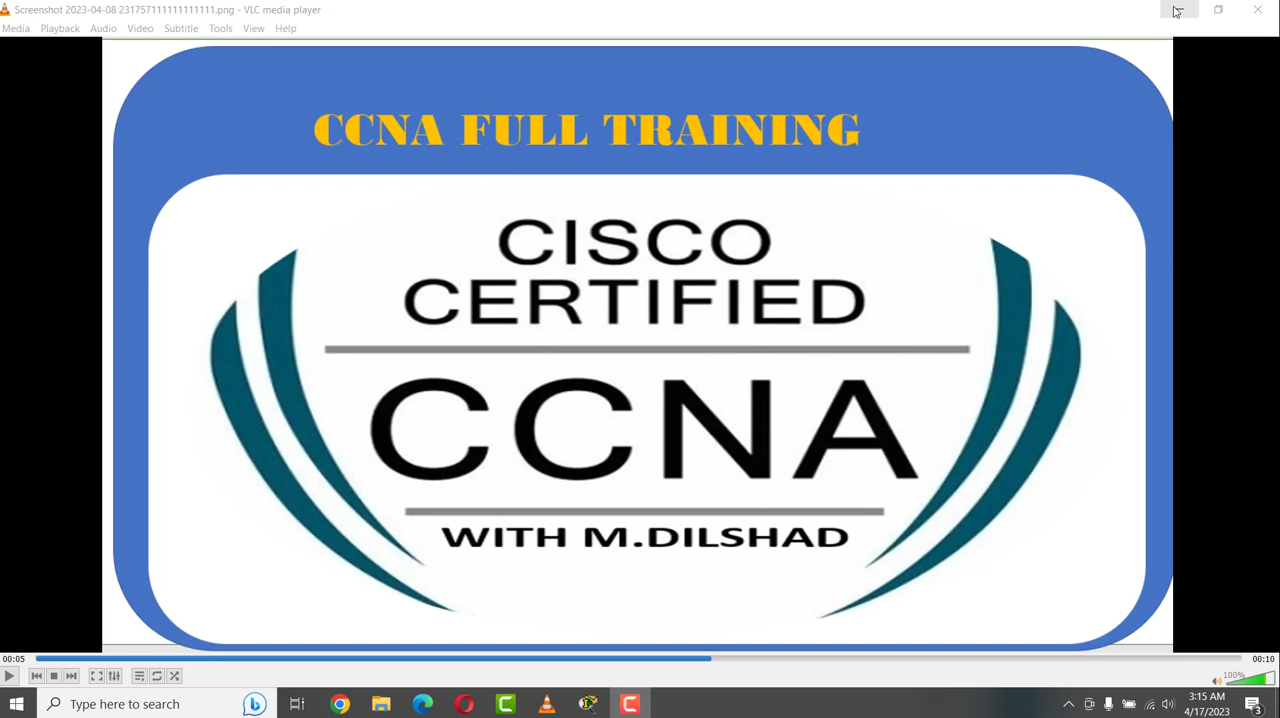 Screenshot 2023-04-08 231757111111111111.png - VLC media player
Media Playback Audio Video Subtitle Tools View Help
CCNA FULL TRAINING
CISCO
CERTIFIED
CCNA
WITH M.DILSHAD
00:05
00:10
100%
Type here to search
3:15 AM
4/17/2023
3